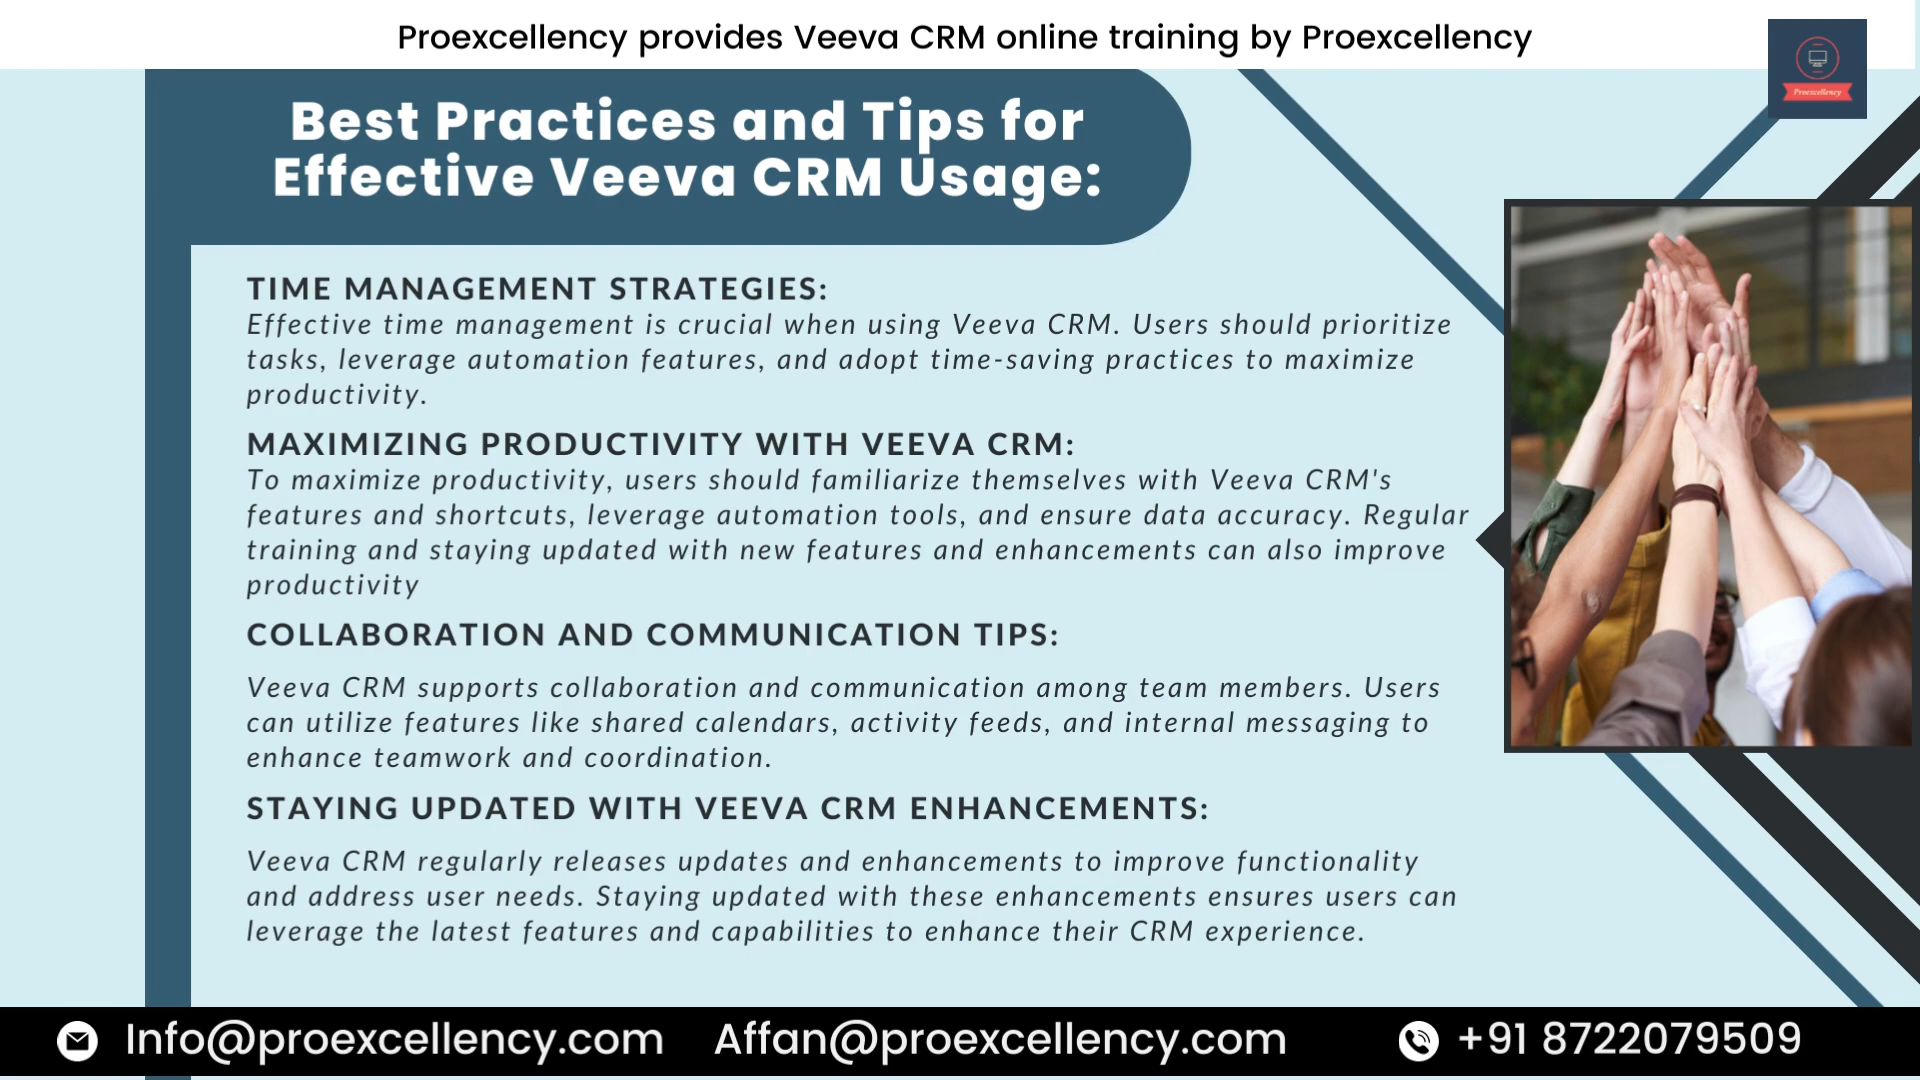 Proexcellency provides Veeva CRM online training by Proexcellency
Proexcellency
Best Practices and Tips for
Effective Veeva CRM Usage:
TIME MANAGEMENT STRATEGIES:
Effective time management is crucial when using Veeva CRM. Users should prioritize
tasks, leverage automation features, and adopt time-saving practices to maximize
productivity.
MAXIMIZING PRODUCTIVITY WITH VEEVA CRM:
To maximize productivity, users should familiarize themselves with Veeva CRM's
features and shortcuts, leverage automation tools, and ensure data accuracy. Regular
training and staying updated with new features and enhancements can also improve
productivity
COLLABORATION AND COMMUNICATION TIPS:
Veeva CRM supports collaboration and communication among team members. Users
can utilize features like shared calendars, activity feeds, and internal messaging to
enhance teamwork and coordination.
STAYING UPDATED WITH VEEVA CRM ENHANCEMENTS:
Veeva CRM regularly releases updates and enhancements to improve functionality
and address user needs. Staying updated with these enhancements ensures users can
leverage the latest features and capabilities to enhance their CRM experience.
Info@proexcellency.com Affan@proexcellency.com +91 8722079509